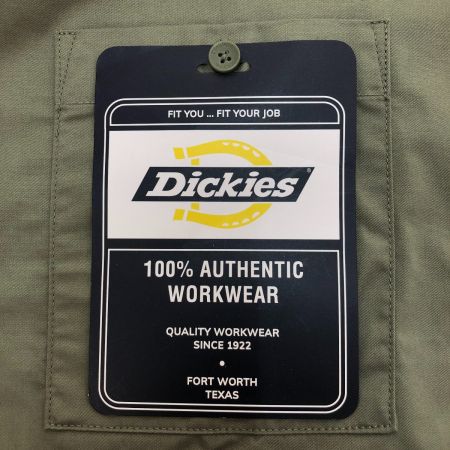 FIT YOU ... FIT YOUR JOB
Dickies
100% AUTHENTIC
WORKWEAR
QUALITY WORKWEAR
SINCE 1922
•
FORT WORTH
TEXAS